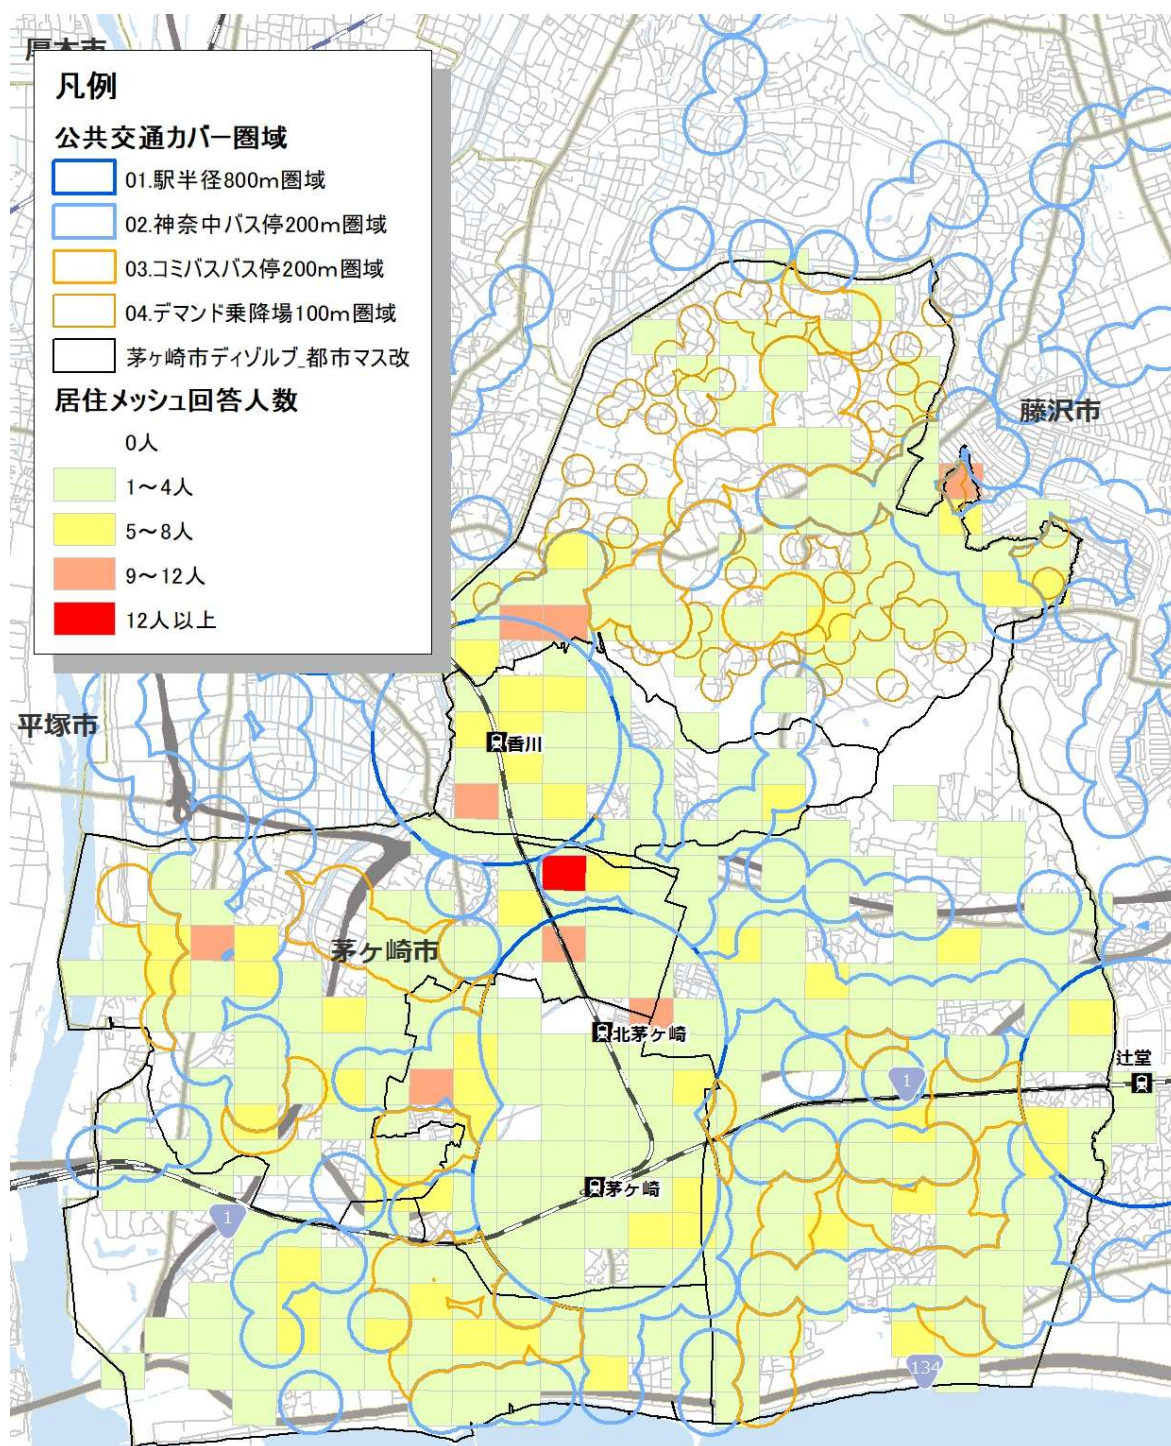 厚木市
凡例
公共交通カバー圏域
01.駅半径800m圏域
02.神奈中バス停200m圏域
03.コミバスバス停200m圏域
04.デマンド乗降場100m圏域
茅ヶ崎市ディゾルブ_都市マス改
居住メッシュ回答人数
0人
1～4人
5～8人
9～12人
12人以上
藤沢市
平塚市
香川
茅ヶ崎市
北茅ヶ崎
辻堂
1
茅ヶ崎
1
134